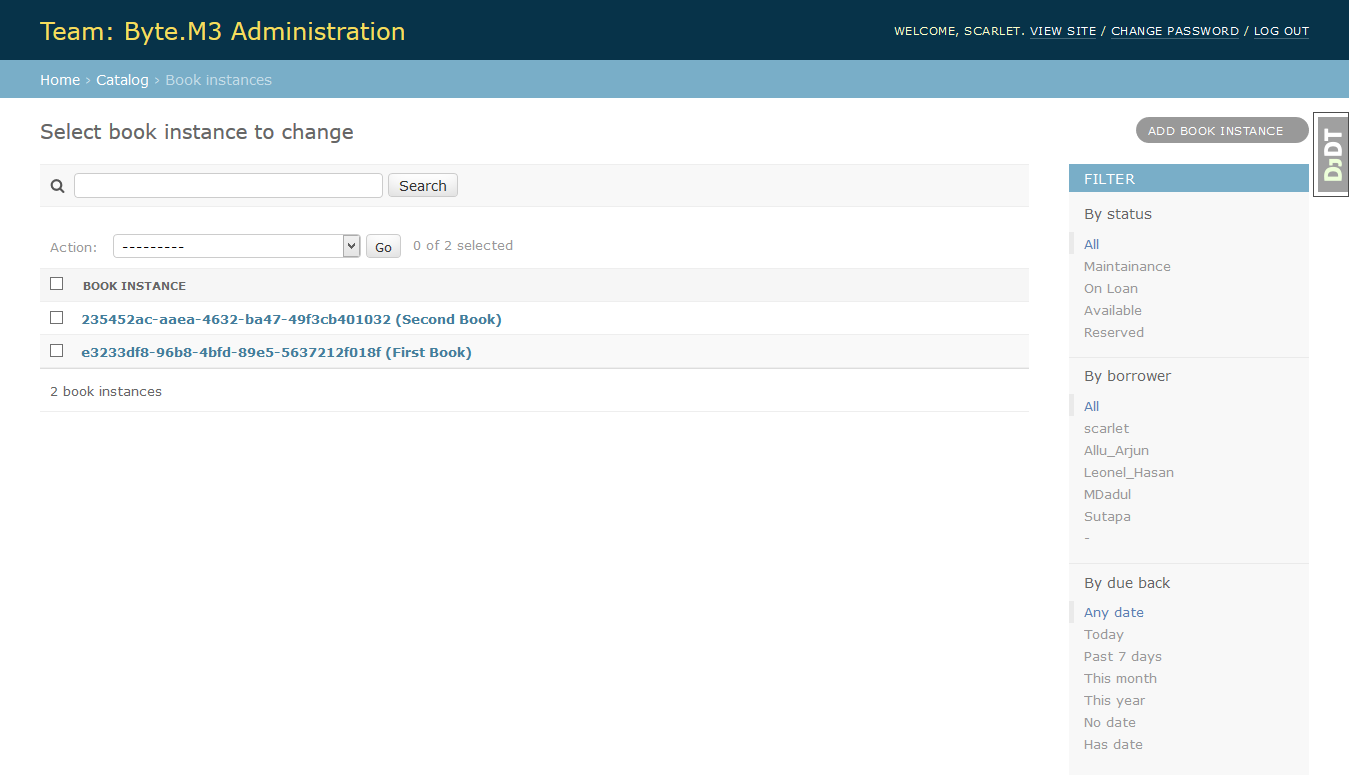 Team: Byte.M3 Administration
WELCOME, SCARLET. VIEW SITE / CHANGE PASSWORD / LOG OUT
Home › Catalog › Book instances
Select book instance to change
ADD BOOK INSTANCE
DJDT
Search
Action: --------- Go 0 of 2 selected
BOOK INSTANCE
235452ac-aaea-4632-ba47-49f3cb401032 (Second Book)
e3233df8-96b8-4bfd-89e5-5637212f018f (First Book)
2 book instances
FILTER
By status
All
Maintainance
On Loan
Available
Reserved
By borrower
All
scarlet
Allu_Arjun
Leonel_Hasan
MDadul
Sutapa
-
By due back
Any date
Today
Past 7 days
This month
This year
No date
Has date